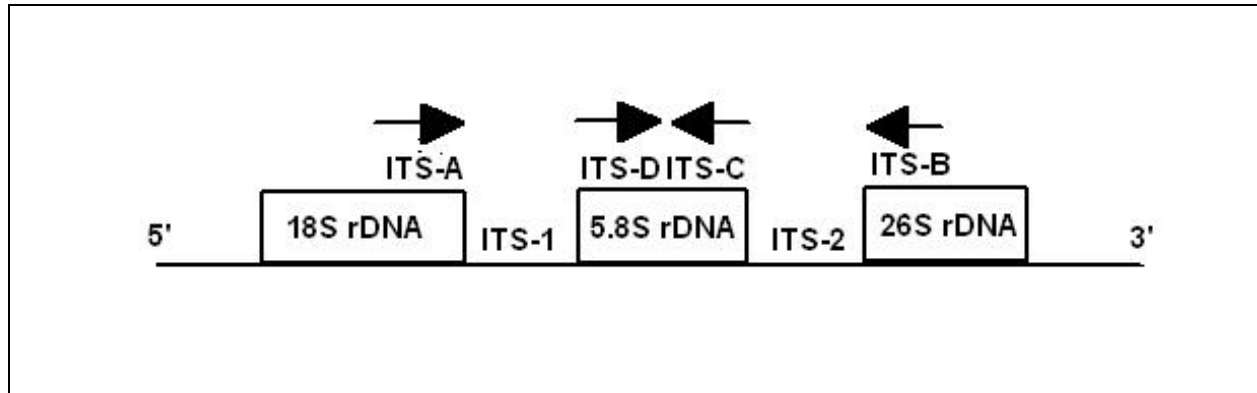 ITS-A ITS-D ITS-C ITS-B
5' 18S rDNA ITS-1 5.8S rDNA ITS-2 26S rDNA 3'